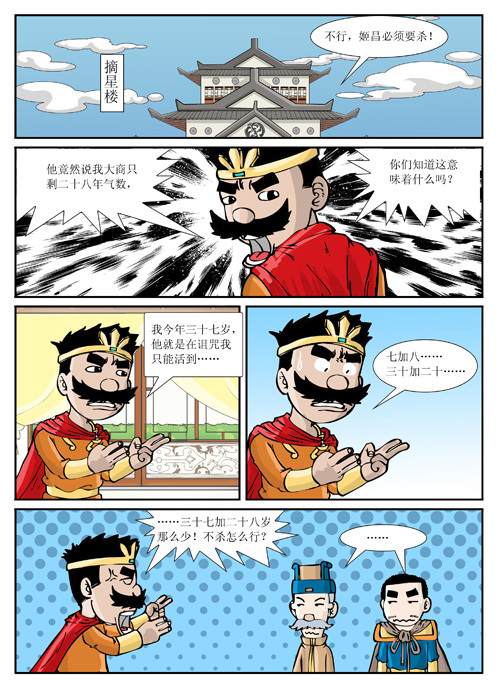 不行，姬昌必须要杀！
摘星楼
他竟然说我大商只
剩二十八年气数，
你们知道这意
味着什么吗？
我今年三十七岁，
他就是在诅咒我
只能活到……
七加八……
三十加二十……
……三十七加二十八岁
那么少！不杀怎么行？
……